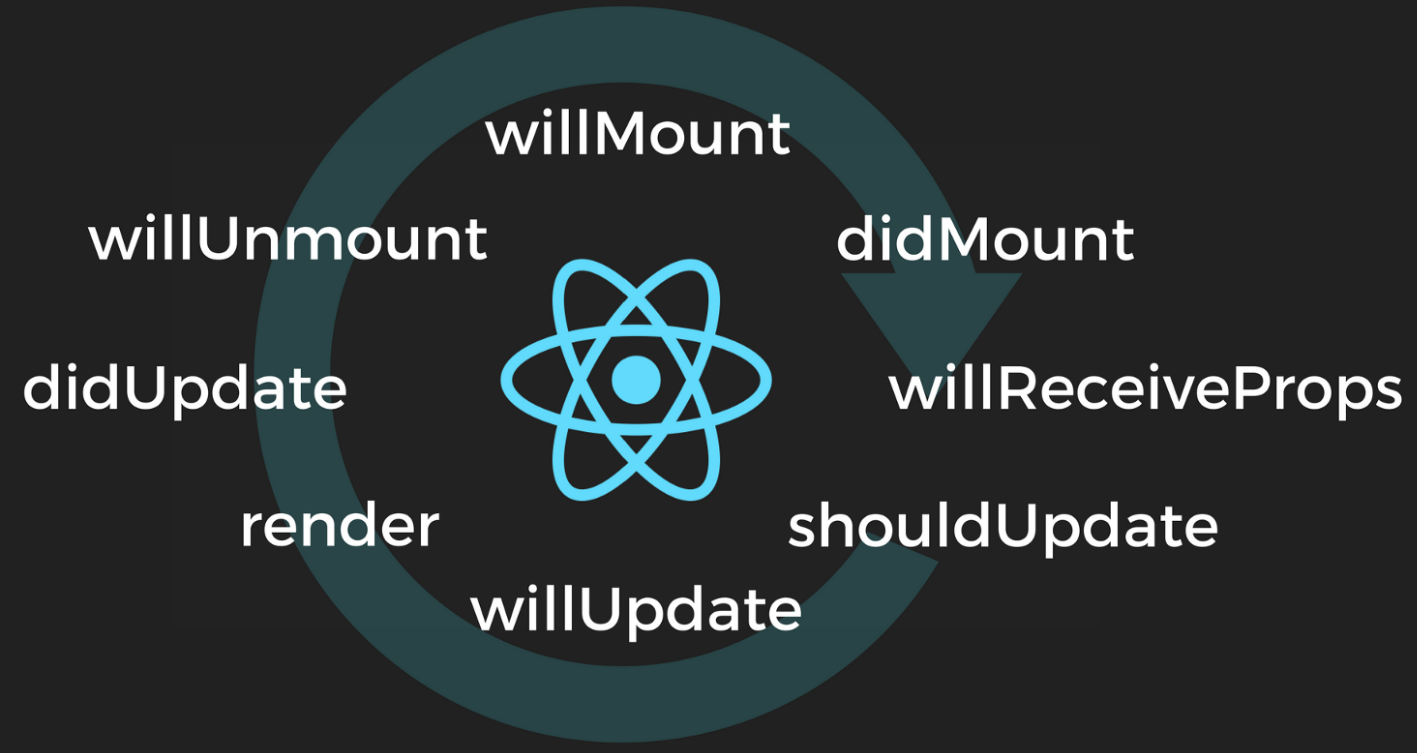 willMount
willUnmount
didMount
didUpdate
willReceiveProps
render
shouldUpdate
willUpdate